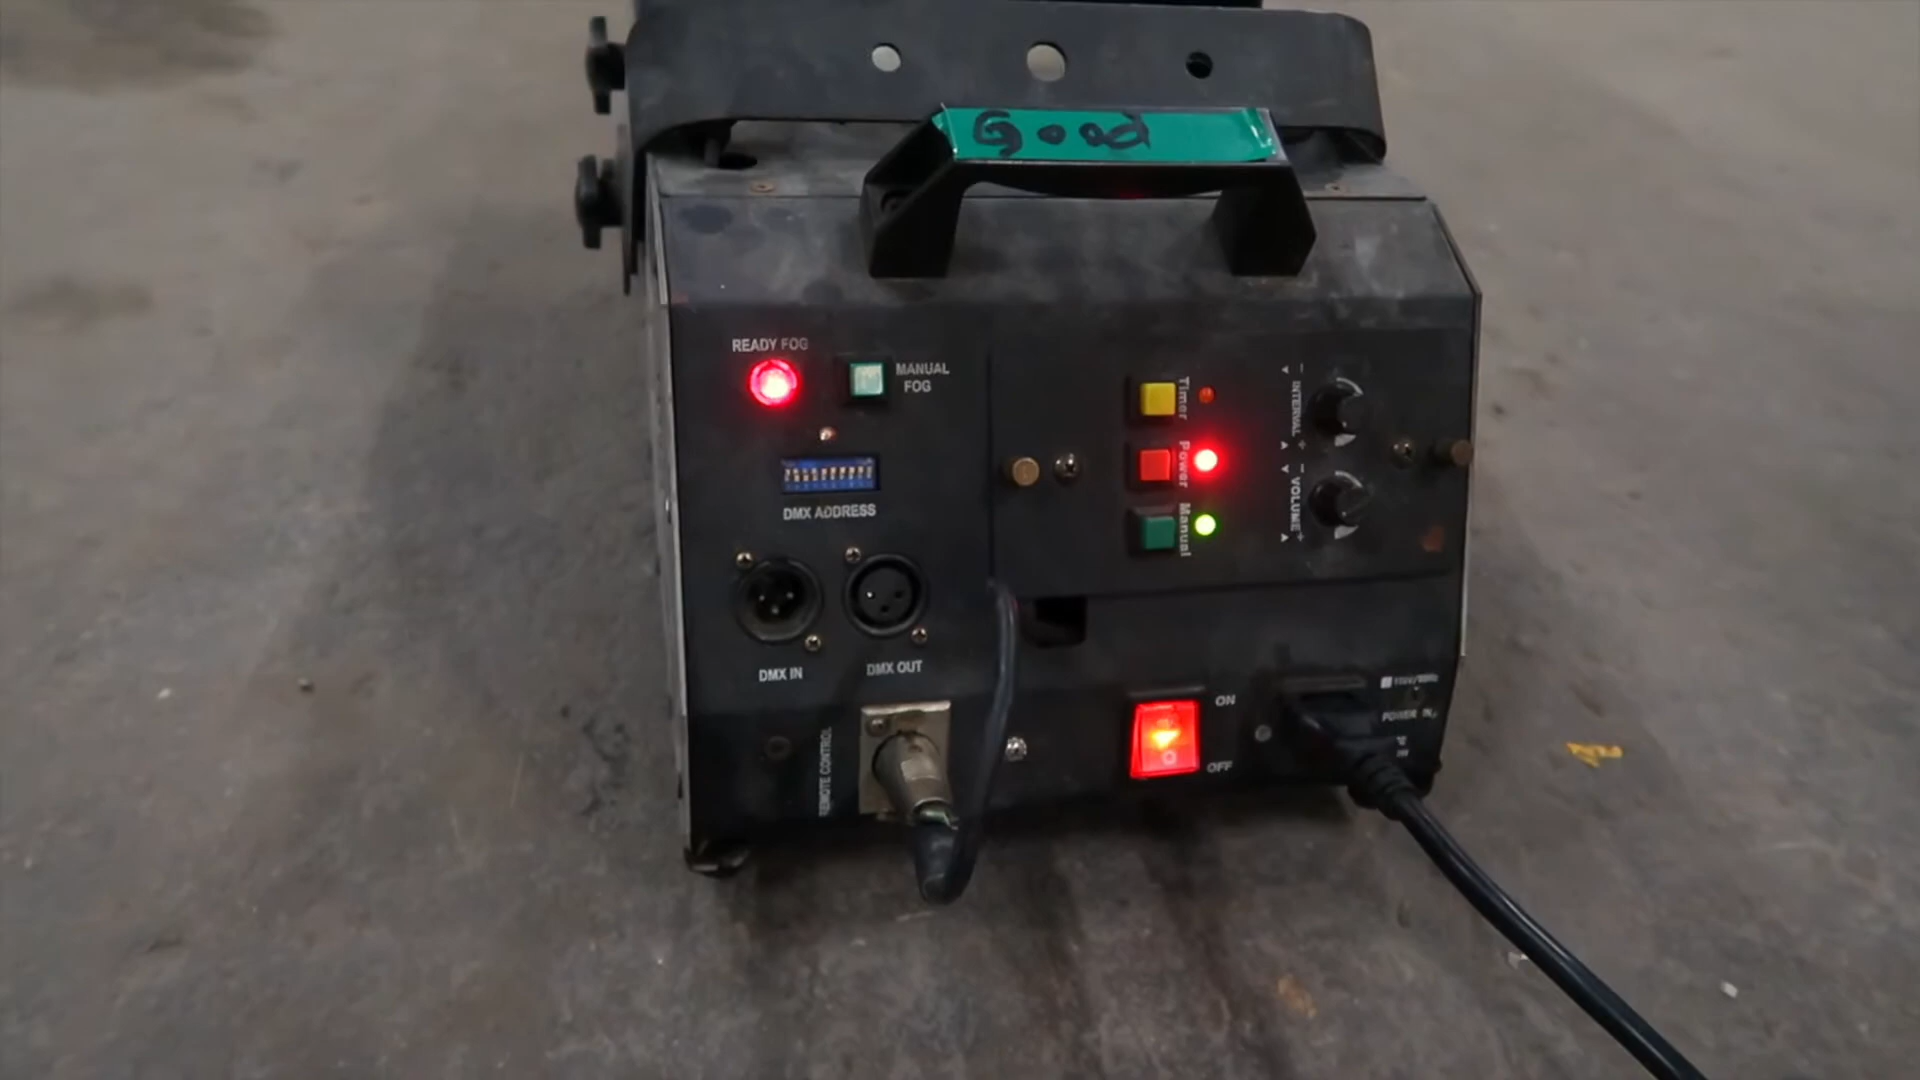 Good
READY FOG
MANUAL
FOG
DMX ADDRESS
Timer
Power
Manual
− INTERVAL +
− VOLUME +
DMX IN
DMX OUT
REMOTE CONTROL
ON
OFF
POWER IN